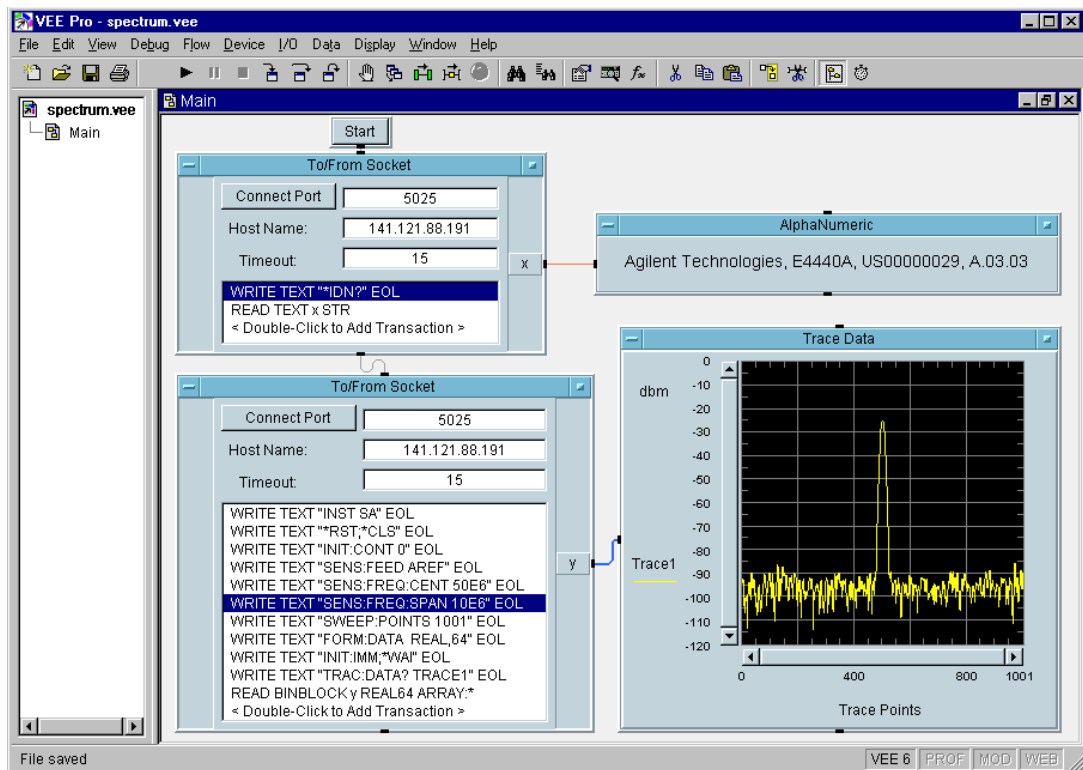 VEE Pro - spectrum.vee
File Edit View Debug Flow Device I/O Data Display Window Help
spectrum.vee
Main
Main
Start
To/From Socket
Connect Port 5025
Host Name: 141.121.88.191
Timeout: 15
x
WRITE TEXT "*IDN?" EOL
READ TEXT x STR
< Double-Click to Add Transaction >
AlphaNumeric
Agilent Technologies, E4440A, US00000029, A.03.03
To/From Socket
Connect Port 5025
Host Name: 141.121.88.191
Timeout: 15
WRITE TEXT "INST SA" EOL
WRITE TEXT "*RST;*CLS" EOL
WRITE TEXT "INIT:CONT 0" EOL
WRITE TEXT "SENS:FEED AREF" EOL
WRITE TEXT "SENS:FREQ:CENT 50E6" EOL
WRITE TEXT "SENS:FREQ:SPAN 10E6" EOL
WRITE TEXT "SWEEP:POINTS 1001" EOL
WRITE TEXT "FORM:DATA  REAL,64" EOL
WRITE TEXT "INIT:IMM;*WAI" EOL
WRITE TEXT "TRAC:DATA? TRACE1" EOL
READ BINBLOCK y REAL64 ARRAY:*
< Double-Click to Add Transaction >
y
Trace Data
dbm
Trace1
0
-10
-20
-30
-40
-50
-60
-70
-80
-90
-100
-110
-120
0 400 800 1001
Trace Points
File saved
VEE 6 PROF MOD WEB